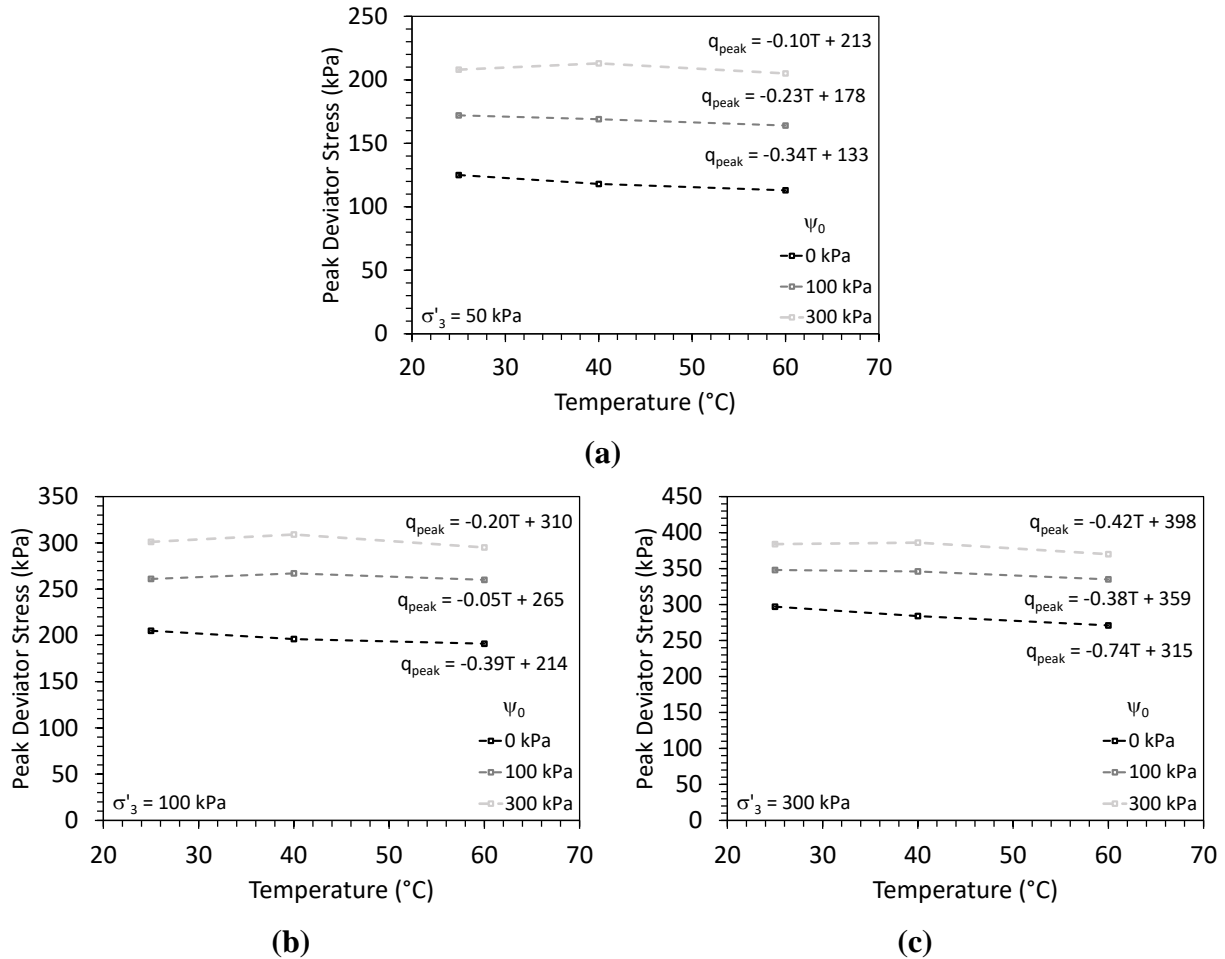 250
200
150
100
50
0
Peak Deviator Stress (kPa)
q_peak = -0.10T + 213
q_peak = -0.23T + 178
q_peak = -0.34T + 133
ψ_0
0 kPa
100 kPa
300 kPa
σ'_3 = 50 kPa
20 30 40 50 60 70
Temperature (°C)
(a)
350
300
250
200
150
100
50
0
Peak Deviator Stress (kPa)
q_peak = -0.20T + 310
q_peak = -0.05T + 265
q_peak = -0.39T + 214
ψ_0
0 kPa
100 kPa
300 kPa
σ'_3 = 100 kPa
20 30 40 50 60 70
Temperature (°C)
(b)
450
400
350
300
250
200
150
100
50
0
Peak Deviator Stress (kPa)
q_peak = -0.42T + 398
q_peak = -0.38T + 359
q_peak = -0.74T + 315
ψ_0
0 kPa
100 kPa
300 kPa
σ'_3 = 300 kPa
20 30 40 50 60 70
Temperature (°C)
(c)